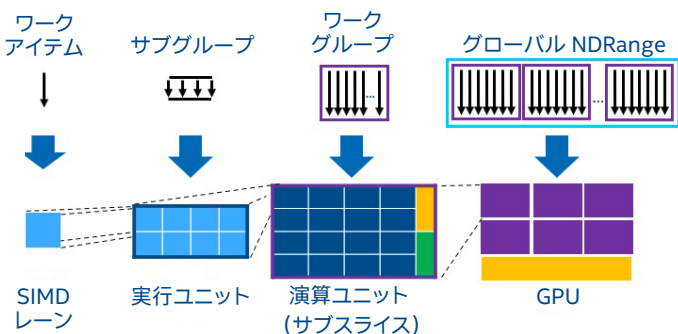 ワーク
アイテム
サブグループ
ワーク
グループ
グローバル NDRange
...
...
SIMD
レーン
実行ユニット
演算ユニット
(サブスライス)
GPU